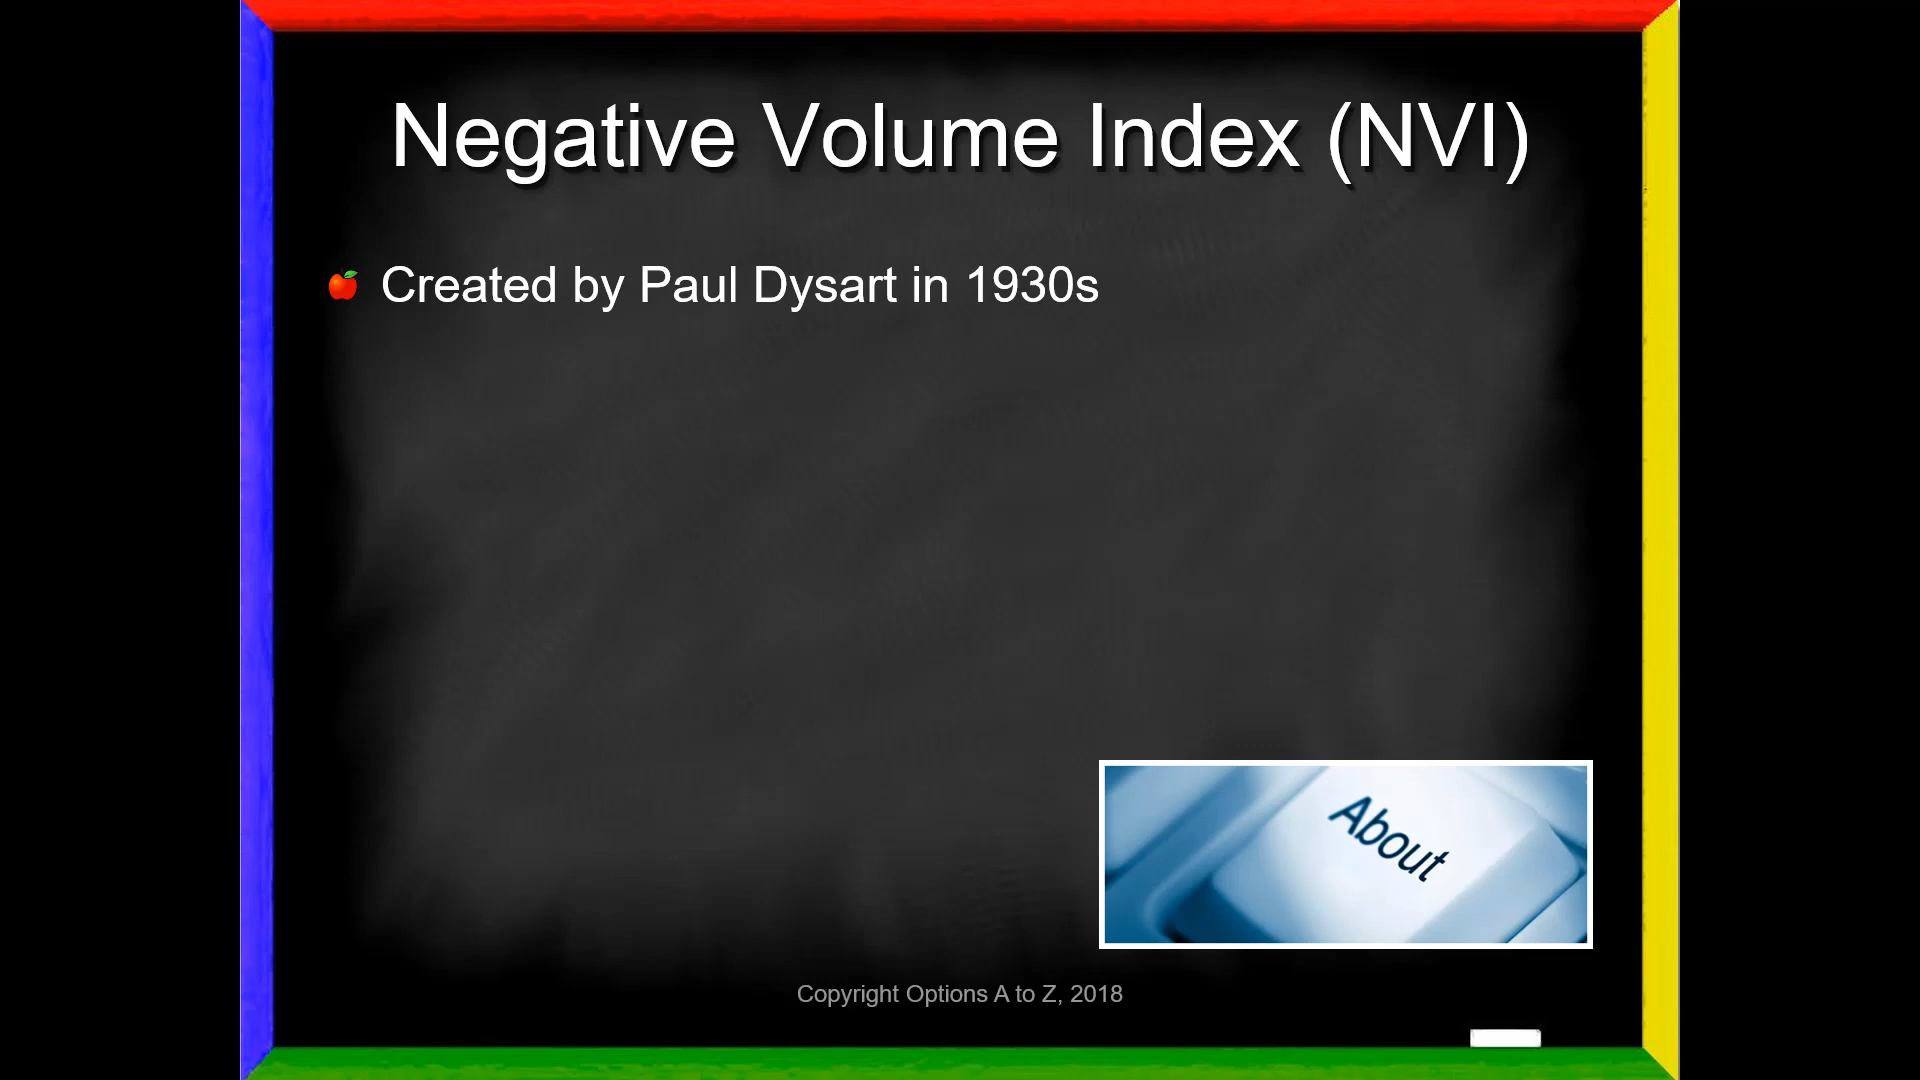 Negative Volume Index (NVI)
Created by Paul Dysart in 1930s
About
Copyright Options A to Z, 2018